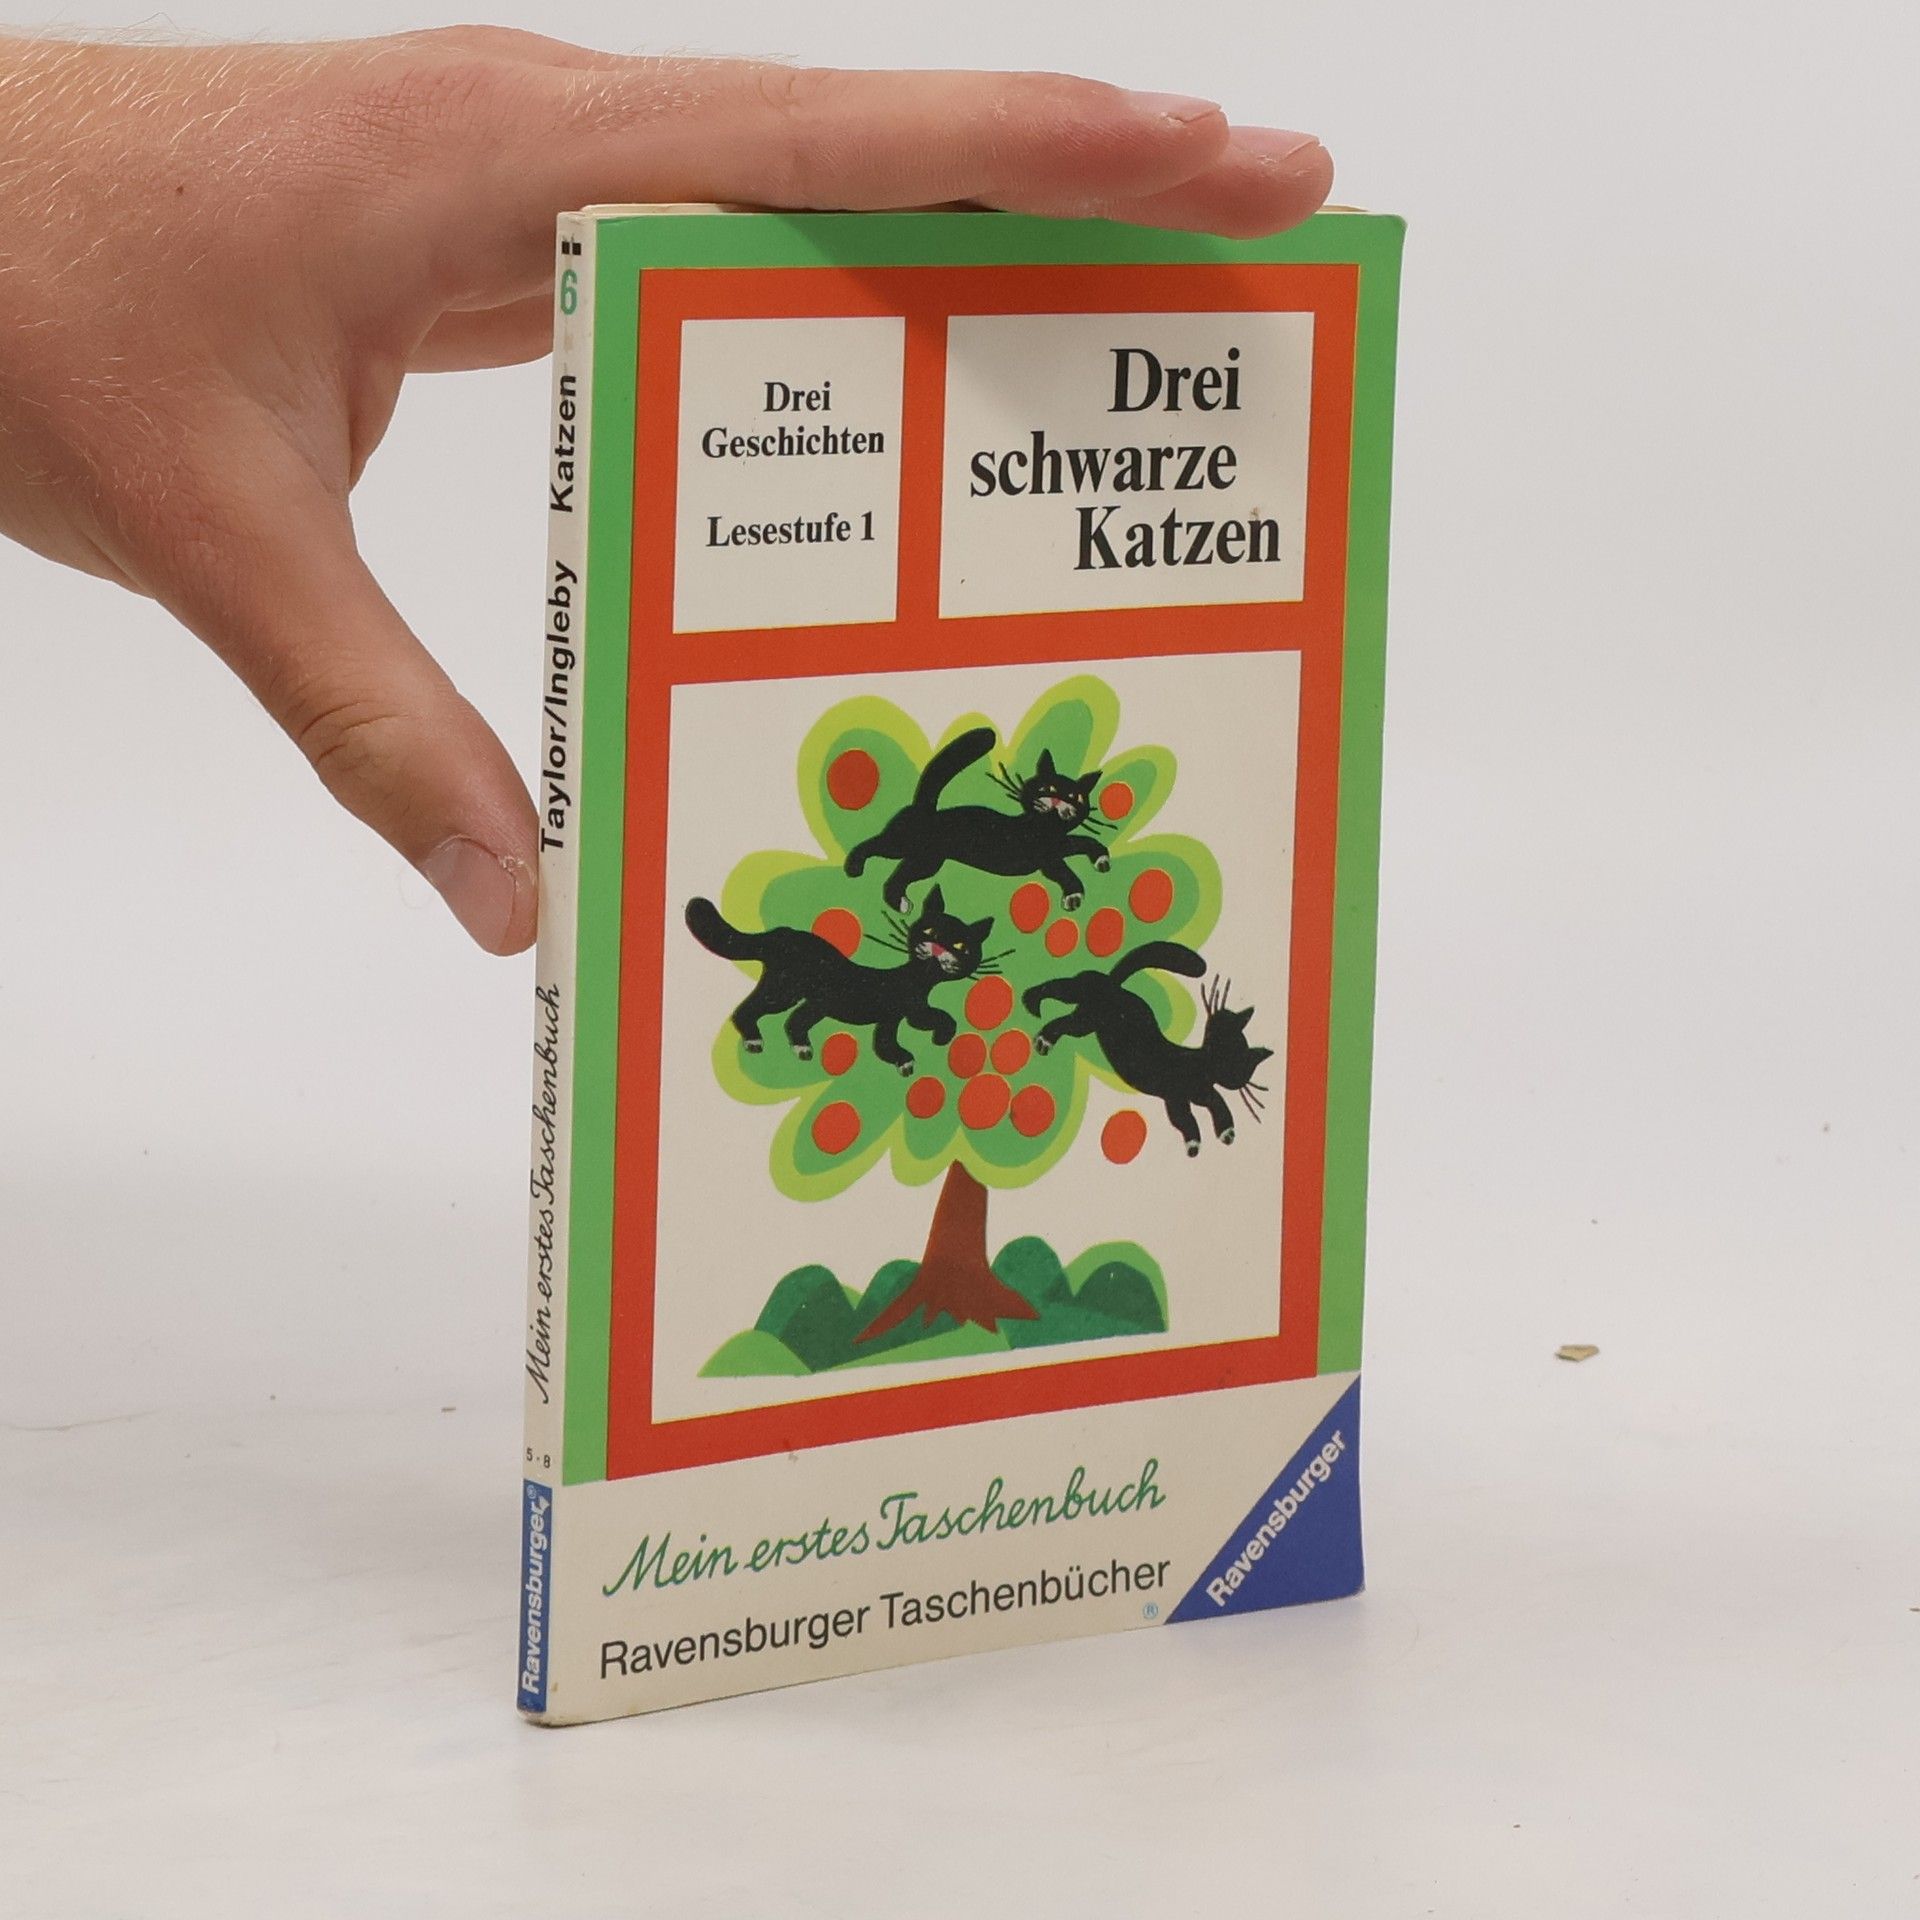 6
Katzen
Taylor/Ingleby
Mein erstes Taschenbuch
5-8
Ravensburger®
Drei
Geschichten
Lesestufe 1
Drei
schwarze
Katzen
Mein erstes Taschenbuch
Ravensburger Taschenbücher
®
Ravensburger